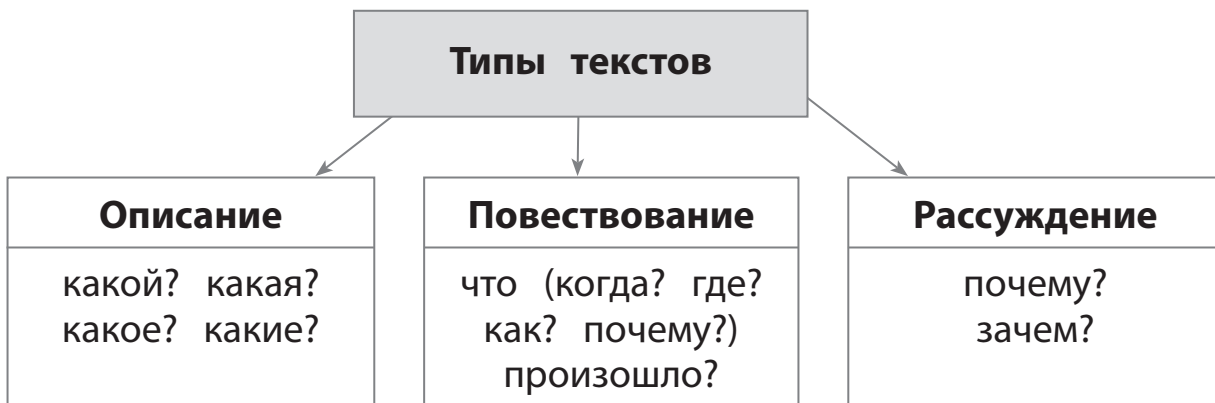 Типы текстов
Описание
какой? какая?
какое? какие?
Повествование
что (когда? где?
как? почему?)
произошло?
Рассуждение
почему?
зачем?